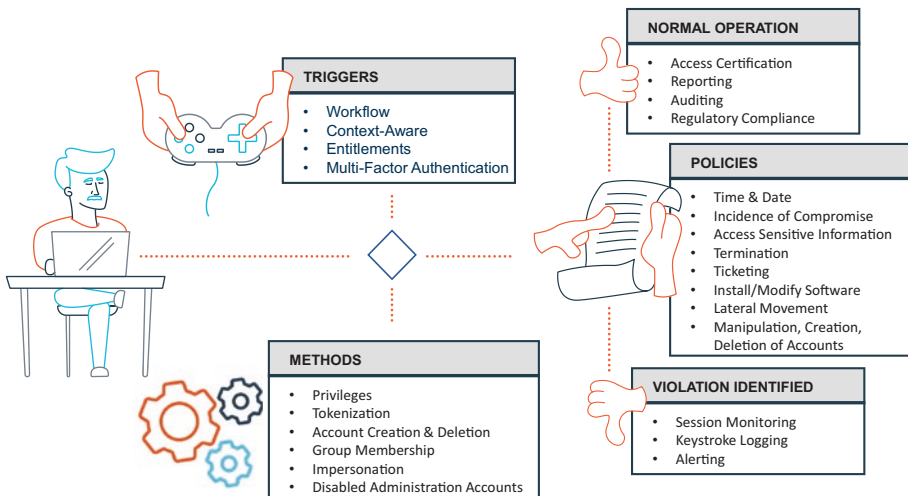 TRIGGERS
• Workflow
• Context-Aware
• Entitlements
• Multi-Factor Authentication
METHODS
• Privileges
• Tokenization
• Account Creation & Deletion
• Group Membership
• Impersonation
• Disabled Administration Accounts
NORMAL OPERATION
• Access Certification
• Reporting
• Auditing
• Regulatory Compliance
POLICIES
• Time & Date
• Incidence of Compromise
• Access Sensitive Information
• Termination
• Ticketing
• Install/Modify Software
• Lateral Movement
• Manipulation, Creation,
Deletion of Accounts
VIOLATION IDENTIFIED
• Session Monitoring
• Keystroke Logging
• Alerting